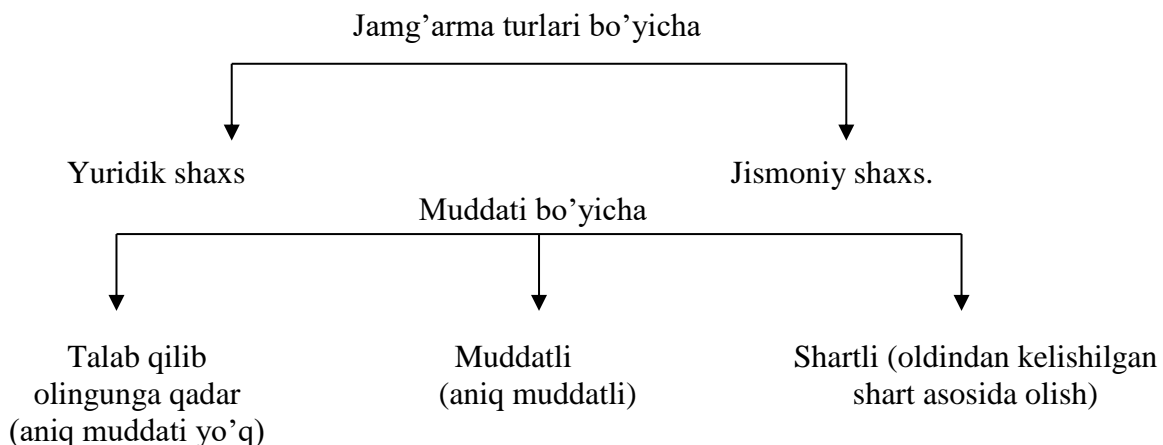 Jamg’arma turlari bo’yicha
Yuridik shaxs
Jismoniy shaxs.
Muddati bo’yicha
Talab qilib
olingunga qadar
(aniq muddati yo’q)
Muddatli
(aniq muddatli)
Shartli (oldindan kelishilgan
shart asosida olish)